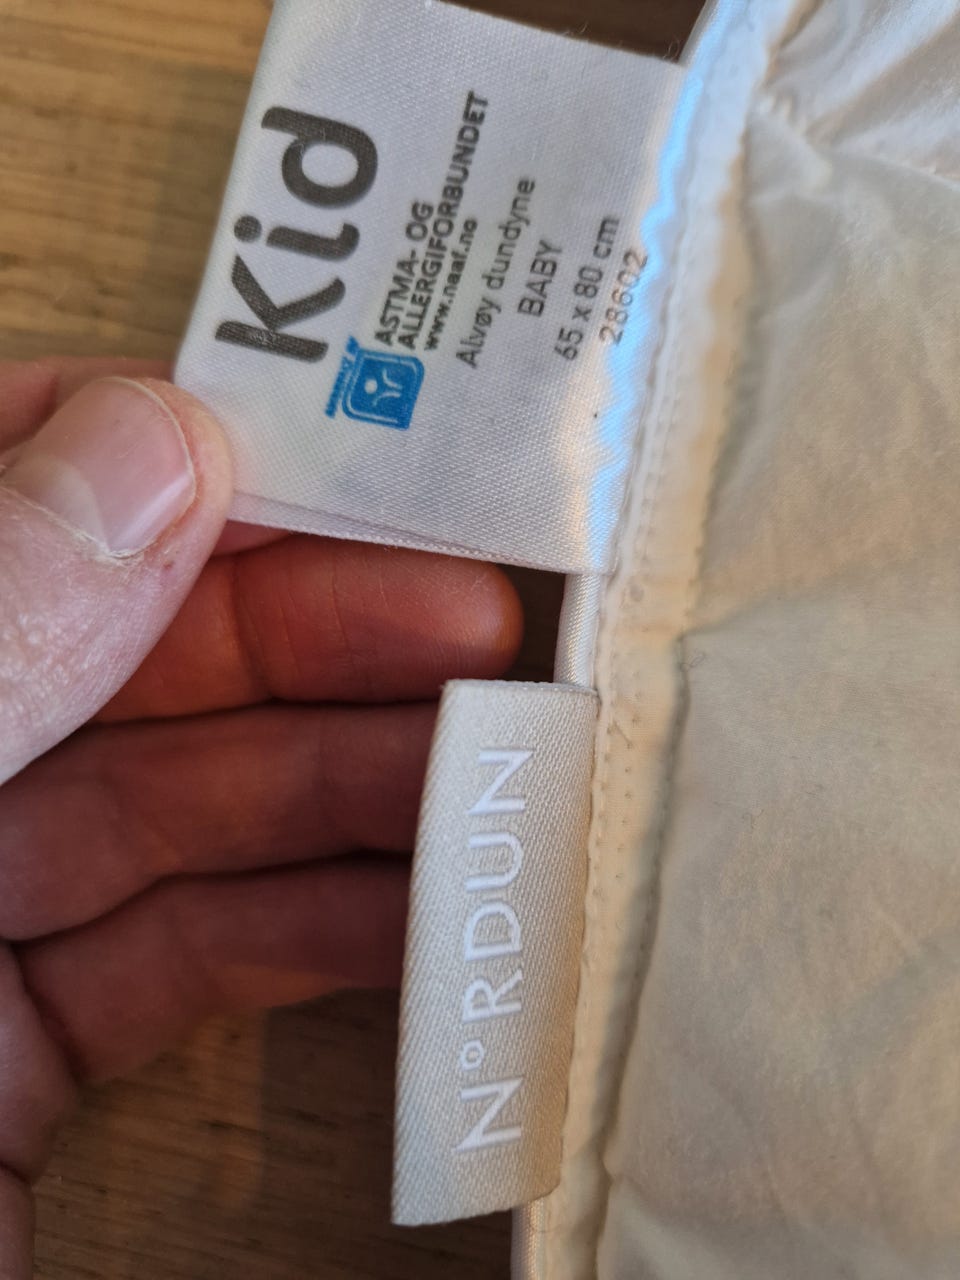 Kid
ASTMA- OG
ALLERGIFORBUNDET
www.naaf.no
Alvøy dundyne
BABY
65 x 80 cm
28602
N°RDUN